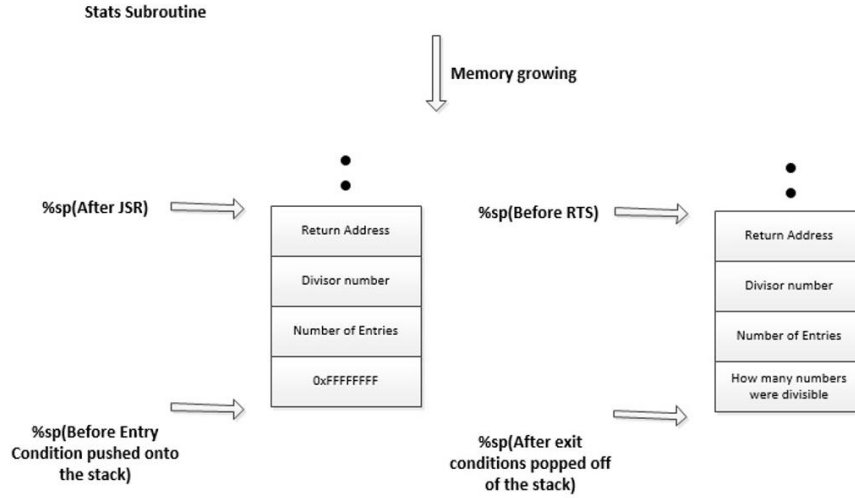 Stats Subroutine
Memory growing
%sp(After JSR)
Return Address
Divisor number
Number of Entries
0xFFFFFFFF
%sp(Before Entry
Condition pushed onto
the stack)
%sp(Before RTS)
Return Address
Divisor number
Number of Entries
How many numbers
were divisible
%sp(After exit
conditions popped off
of the stack)